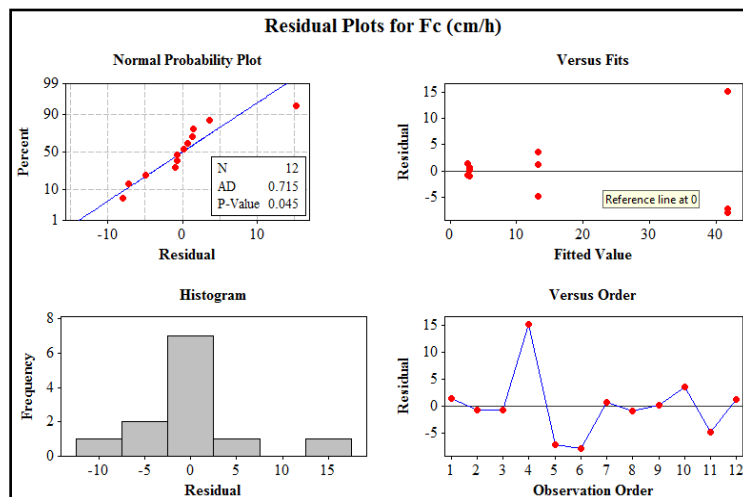 Residual Plots for Fc (cm/h)
Normal Probability Plot
99
90
50
10
1
Percent
-10 0 10
Residual
N 12
AD 0.715
P-Value 0.045
Versus Fits
15
10
5
0
-5
Residual
Reference line at 0
0 10 20 30 40
Fitted Value
Histogram
8
6
4
2
0
Frequency
-10 -5 0 5 10 15
Residual
Versus Order
15
10
5
0
-5
Residual
1 2 3 4 5 6 7 8 9 10 11 12
Observation Order